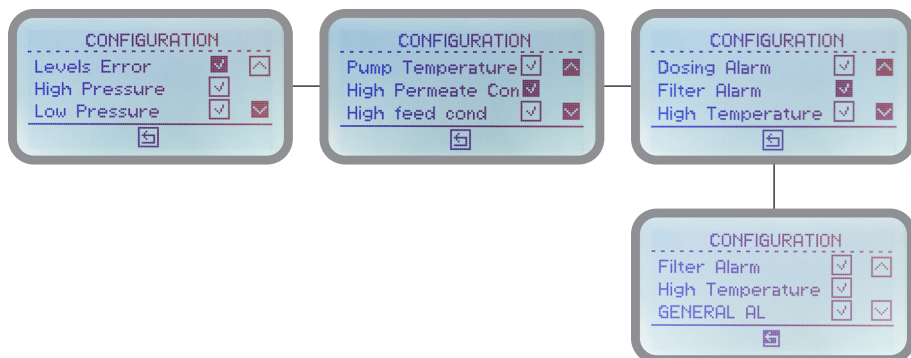 CONFIGURATION
Levels Error
High Pressure
Low Pressure
CONFIGURATION
Pump Temperature
High Permeate Con
High feed cond
CONFIGURATION
Dosing Alarm
Filter Alarm
High Temperature
CONFIGURATION
Filter Alarm
High Temperature
GENERAL AL